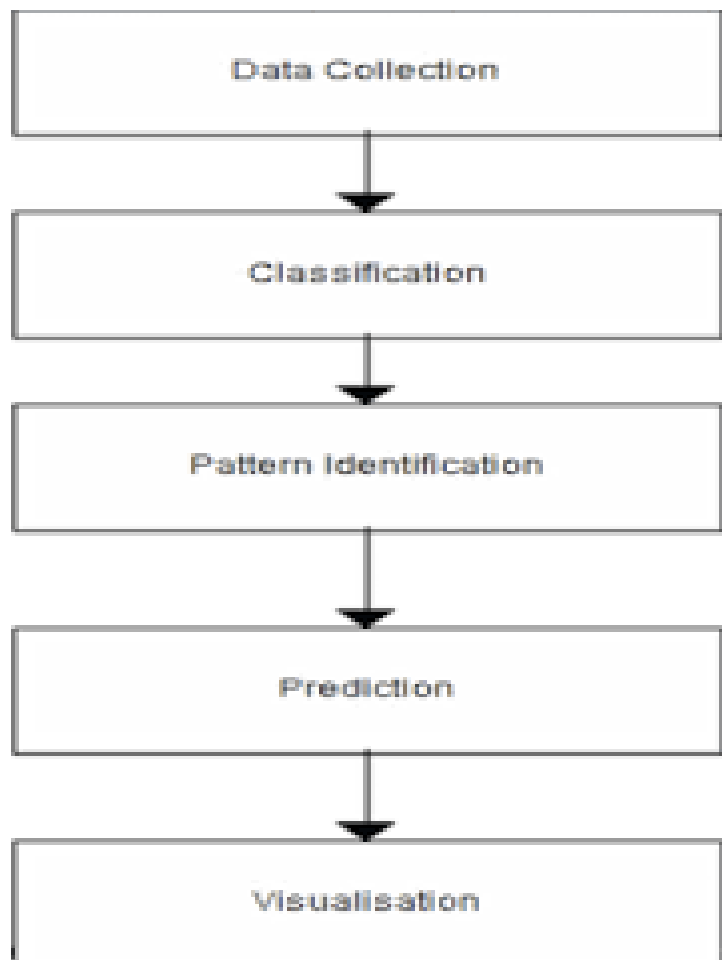 Data Collection
Classification
Pattern Identification
Prediction
Visualisation